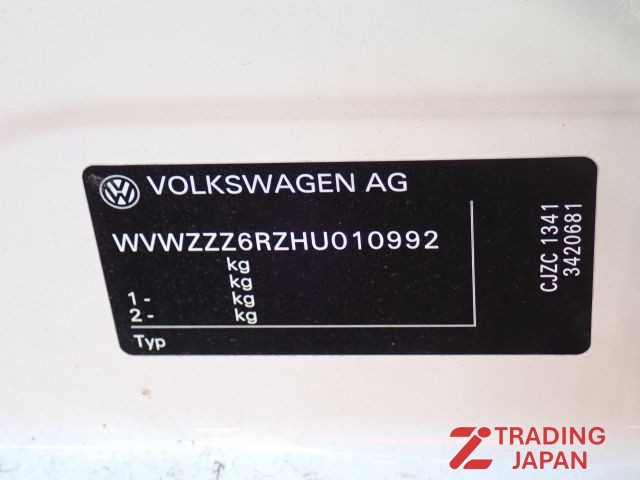 VOLKSWAGEN AG
WVWZZZ6RZHU010992
kg
kg
1 - kg
2 - kg
Typ
CJZC 1341
3420681
TRADING
JAPAN